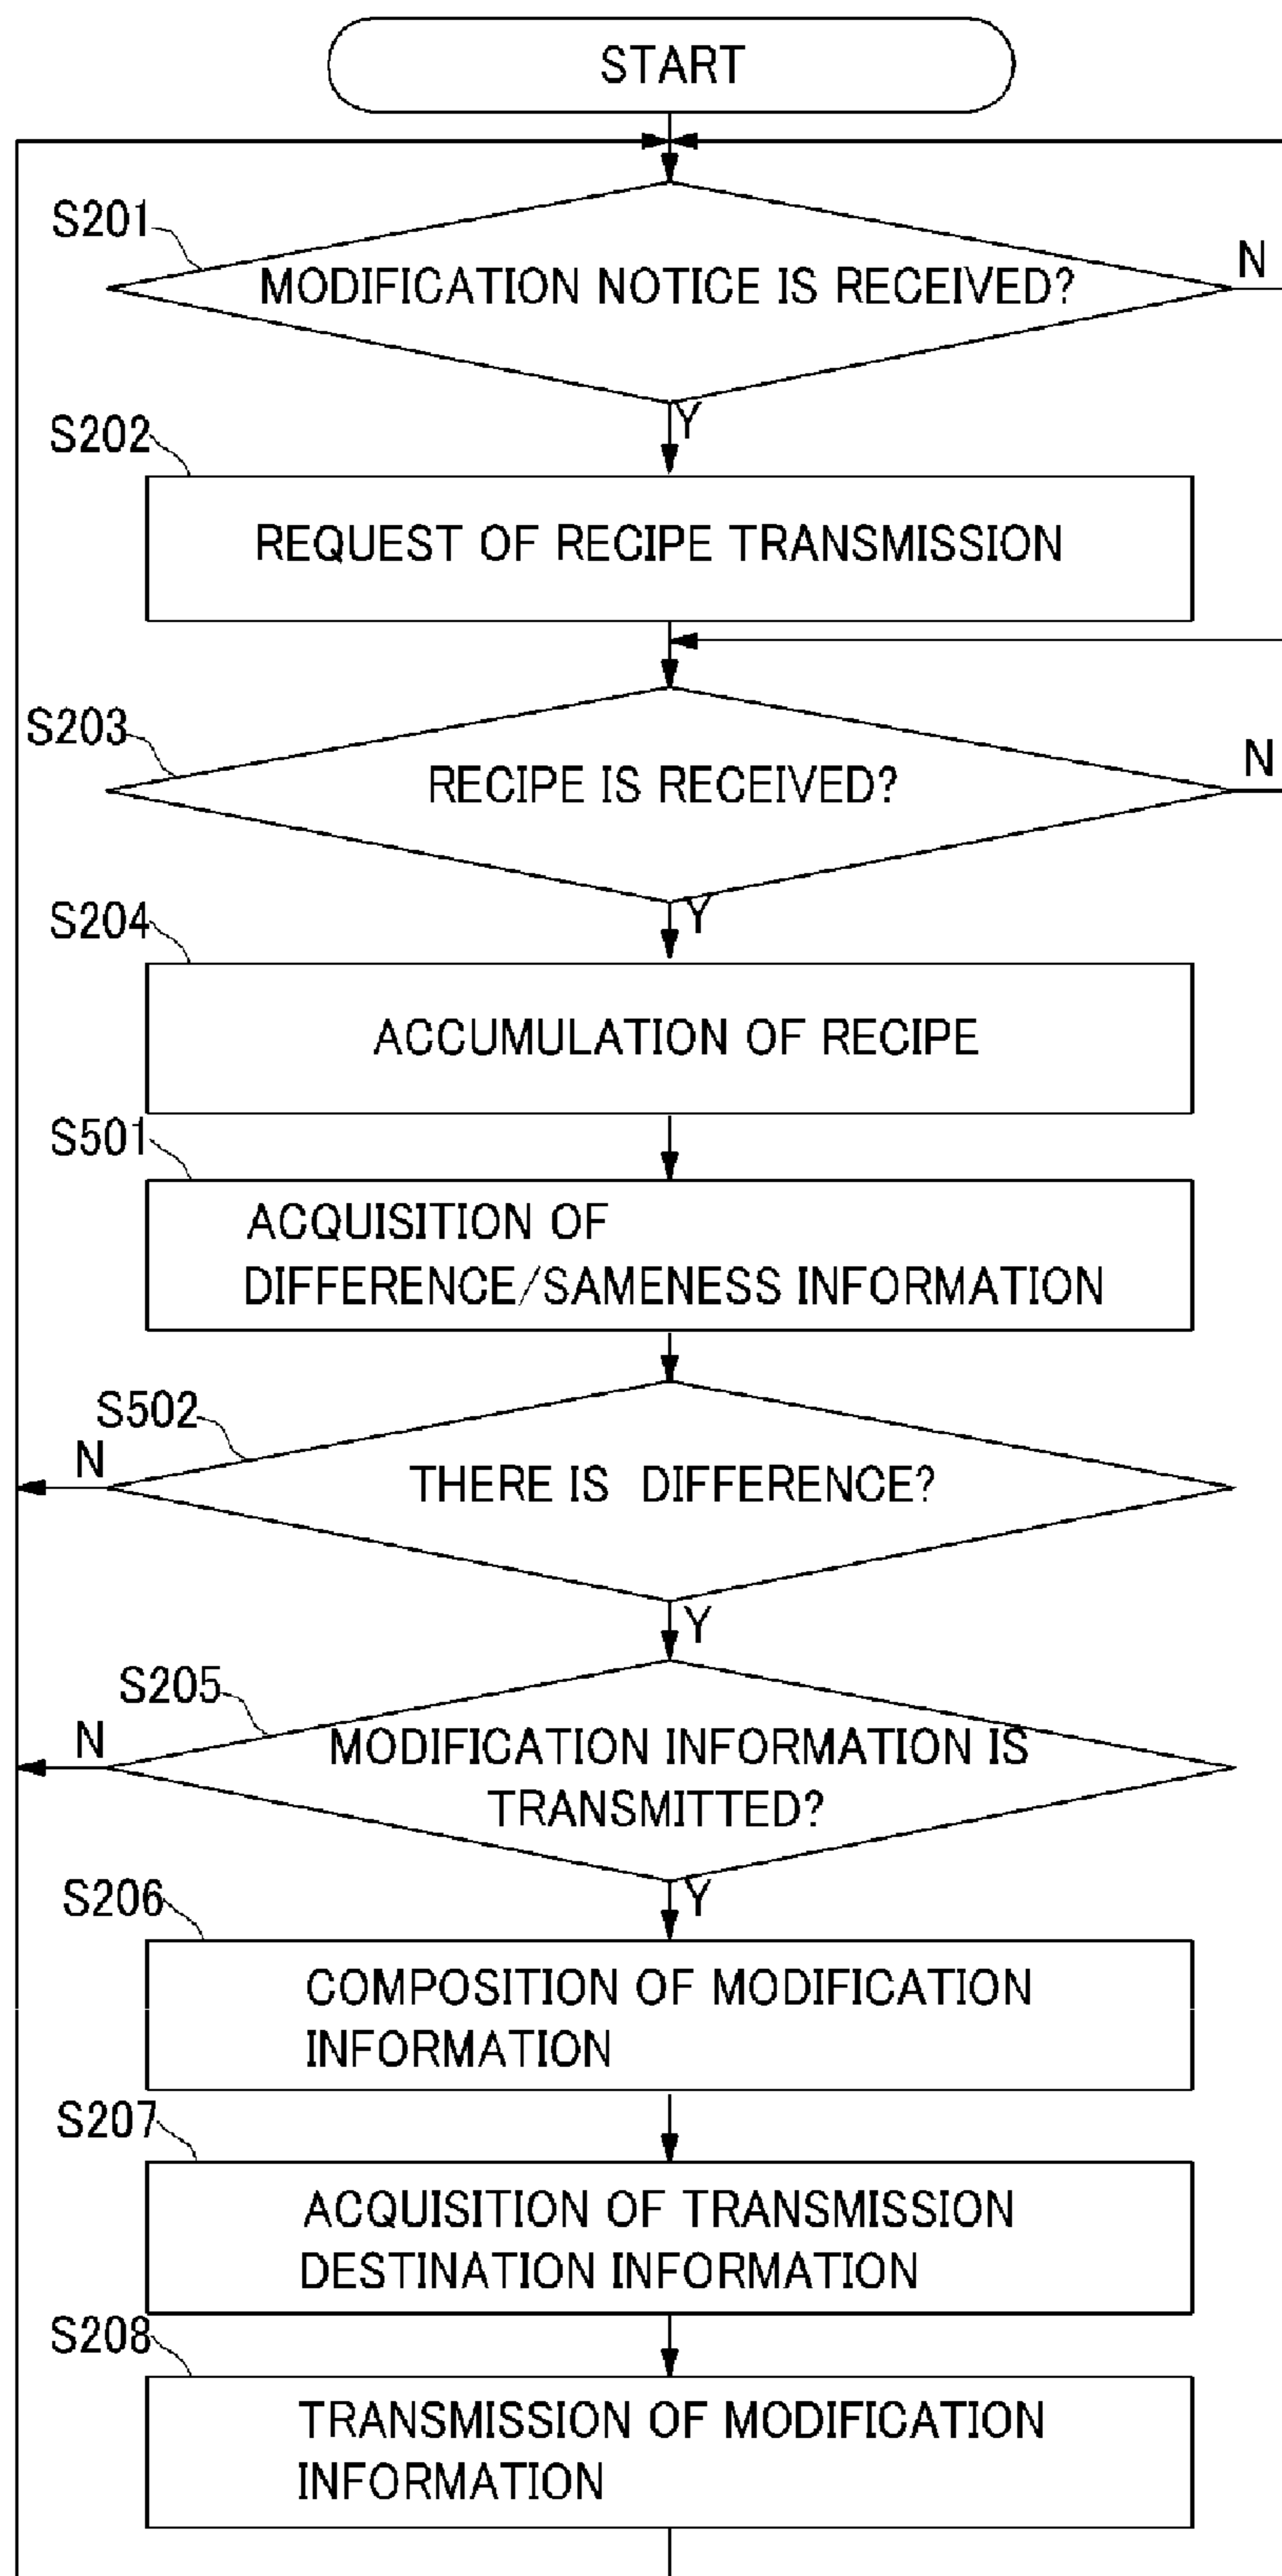 START
S201
MODIFICATION NOTICE IS RECEIVED?
N
Y
S202
REQUEST OF RECIPE TRANSMISSION
S203
RECIPE IS RECEIVED?
N
Y
S204
ACCUMULATION OF RECIPE
S501
ACQUISITION OF
DIFFERENCE/SAMENESS INFORMATION
S502
N
THERE IS DIFFERENCE?
Y
S205
N
MODIFICATION INFORMATION IS
TRANSMITTED?
Y
S206
COMPOSITION OF MODIFICATION
INFORMATION
S207
ACQUISITION OF TRANSMISSION
DESTINATION INFORMATION
S208
TRANSMISSION OF MODIFICATION
INFORMATION